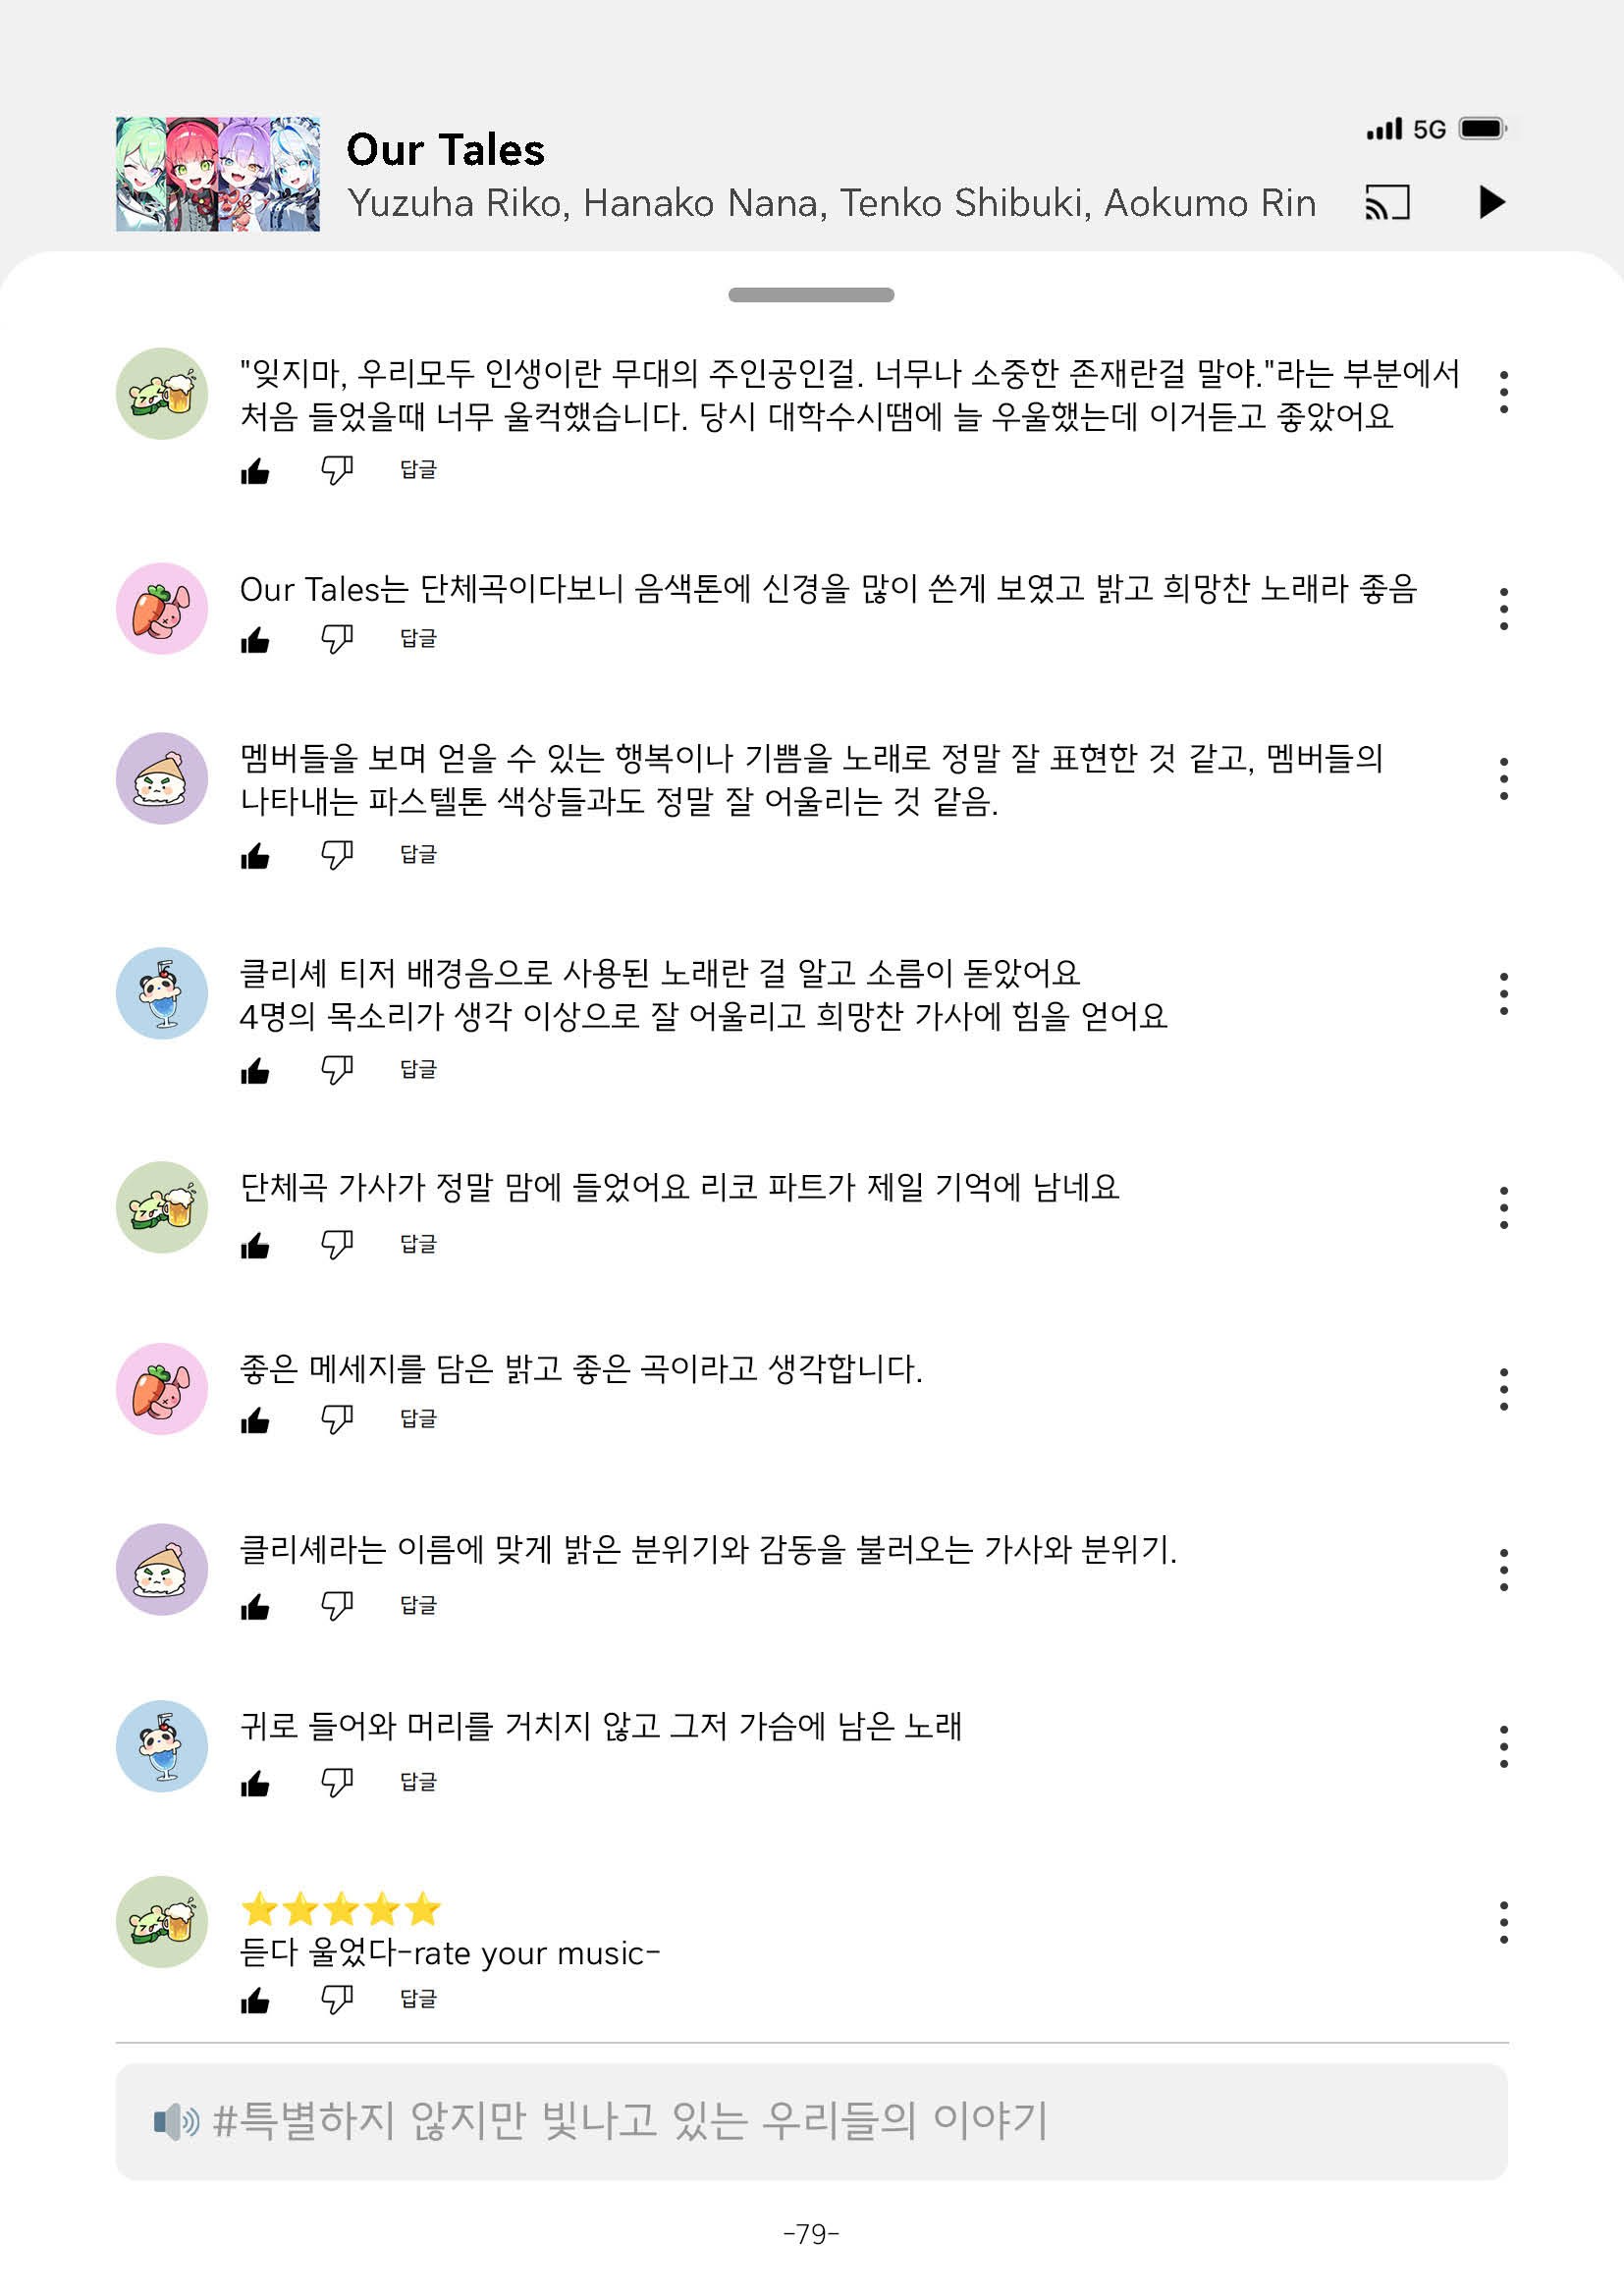 5G
Our Tales
Yuzuha Riko, Hanako Nana, Tenko Shibuki, Aokumo Rin
"잊지마, 우리모두 인생이란 무대의 주인공인걸. 너무나 소중한 존재란걸 말야."라는 부분에서
처음 들었을때 너무 울컥했습니다. 당시 대학수시땜에 늘 우울했는데 이거듣고 좋았어요
답글
Our Tales는 단체곡이다보니 음색톤에 신경을 많이 쓴게 보였고 밝고 희망찬 노래라 좋음
답글
멤버들을 보며 얻을 수 있는 행복이나 기쁨을 노래로 정말 잘 표현한 것 같고, 멤버들의
나타내는 파스텔톤 색상들과도 정말 잘 어울리는 것 같음.
답글
클리셰 티저 배경음으로 사용된 노래란 걸 알고 소름이 돋았어요
4명의 목소리가 생각 이상으로 잘 어울리고 희망찬 가사에 힘을 얻어요
답글
단체곡 가사가 정말 맘에 들었어요 리코 파트가 제일 기억에 남네요
답글
좋은 메세지를 담은 밝고 좋은 곡이라고 생각합니다.
답글
클리셰라는 이름에 맞게 밝은 분위기와 감동을 불러오는 가사와 분위기.
답글
귀로 들어와 머리를 거치지 않고 그저 가슴에 남은 노래
답글
⭐⭐⭐⭐⭐
듣다 울었다-rate your music-
답글
#특별하지 않지만 빛나고 있는 우리들의 이야기
-79-